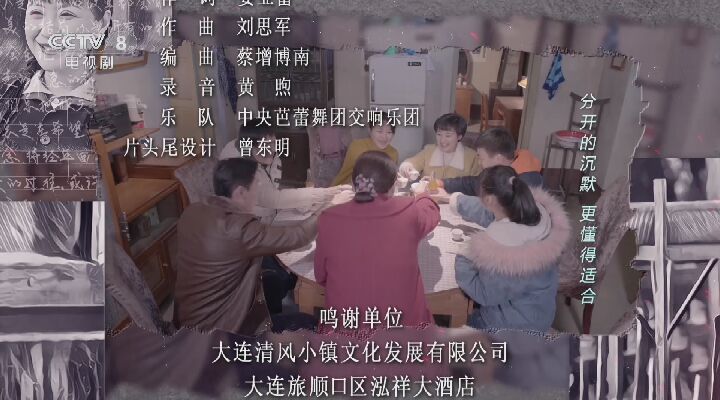 CCTV 8
电视剧
作 曲 刘思军
编 曲 蔡增博南
录 音 黄 煦
乐 队 中央芭蕾舞团交响乐团
片头尾设计 曾东明
分开的沉默 更懂得适合
鸣谢单位
大连清风小镇文化发展有限公司
大连旅顺口区泓祥大酒店